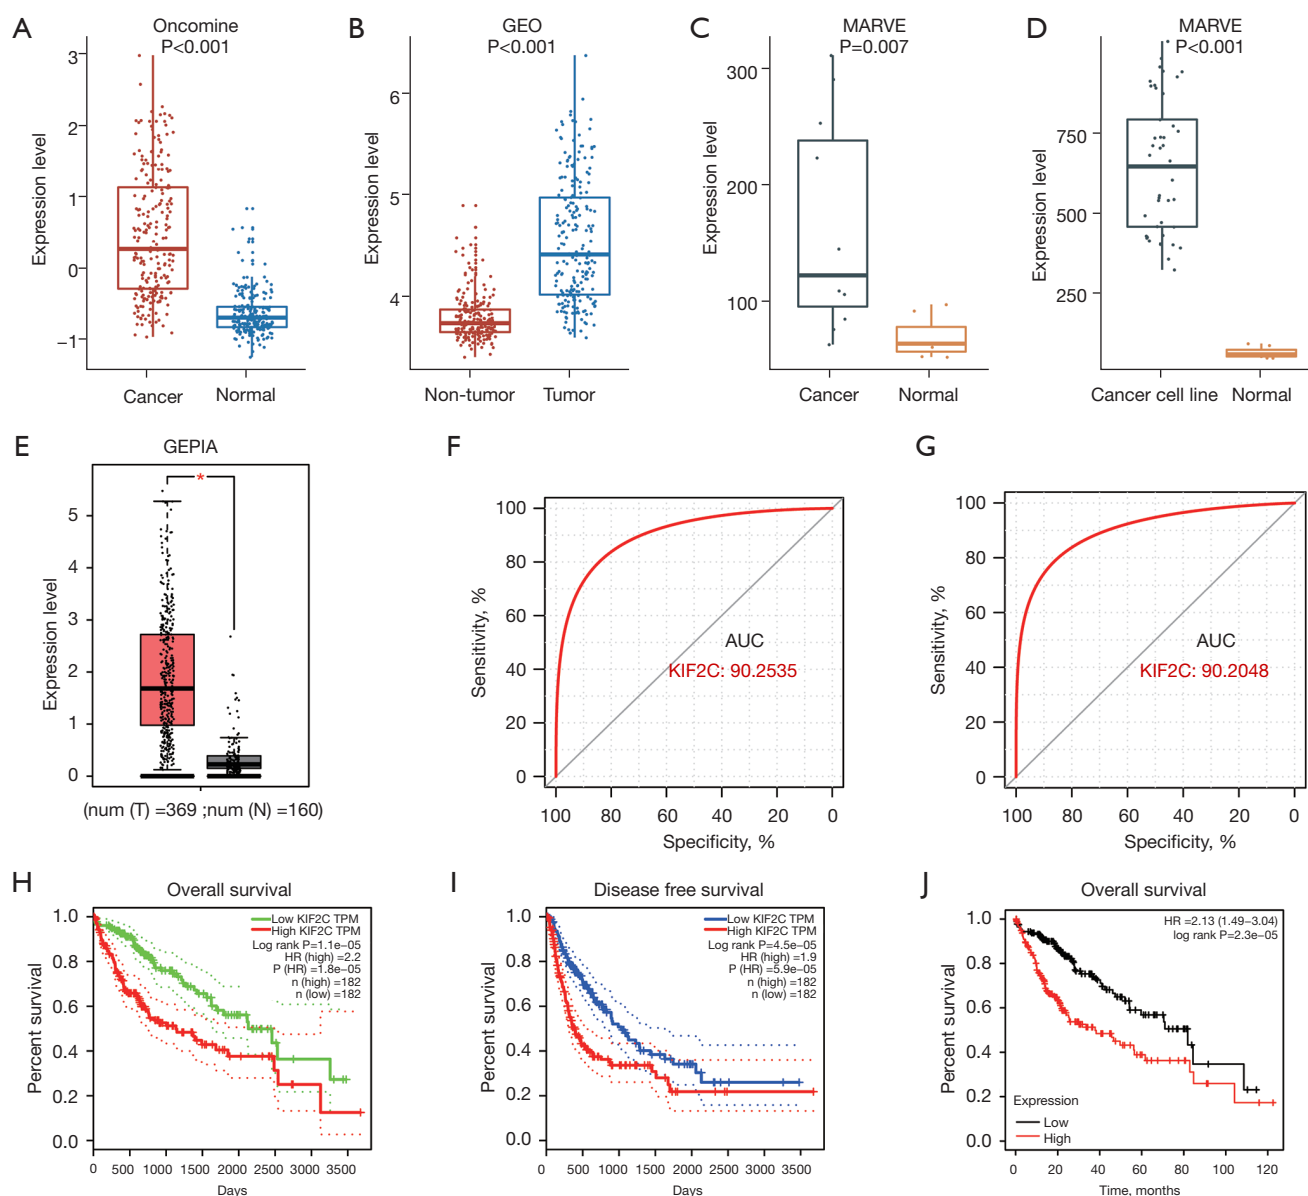 A
Oncomine
P<0.001
Expression level
3
2
1
0
−1
Cancer
Normal
B
GEO
P<0.001
Expression level
6
5
4
Non-tumor
Tumor
C
MARVE
P=0.007
Expression level
300
200
100
Cancer
Normal
D
MARVE
P<0.001
Expression level
750
500
250
Cancer cell line
Normal
E
GEPIA
*
Expression level
5
4
3
2
1
0
(num (T) =369 ;num (N) =160)
F
Sensitivity, %
100
80
60
40
20
0
AUC
KIF2C: 90.2535
100 80 60 40 20 0
Specificity, %
G
Sensitivity, %
100
80
60
40
20
0
AUC
KIF2C: 90.2048
100 80 60 40 20 0
Specificity, %
H
Overall survival
Low KIF2C TPM
High KIF2C TPM
Log rank P=1.1e−05
HR (high) =2.2
P (HR) =1.8e−05
n (high) =182
n (low) =182
Percent survival
1.0
0.8
0.6
0.4
0.2
0.0
0 500 1000 1500 2000 2500 3000 3500
Days
I
Disease free survival
Low KIF2C TPM
High KIF2C TPM
Log rank P=4.5e−05
HR (high) =1.9
P (HR) =5.9e−05
n (high) =182
n (low) =182
Percent survival
1.0
0.8
0.6
0.4
0.2
0.0
0 500 1000 1500 2000 2500 3000 3500
Days
J
Overall survival
HR =2.13 (1.49−3.04)
log rank P=2.3e−05
Percent survival
1.0
0.8
0.6
0.4
0.2
0.0
Expression
Low
High
0 20 40 60 80 100 120
Time, months